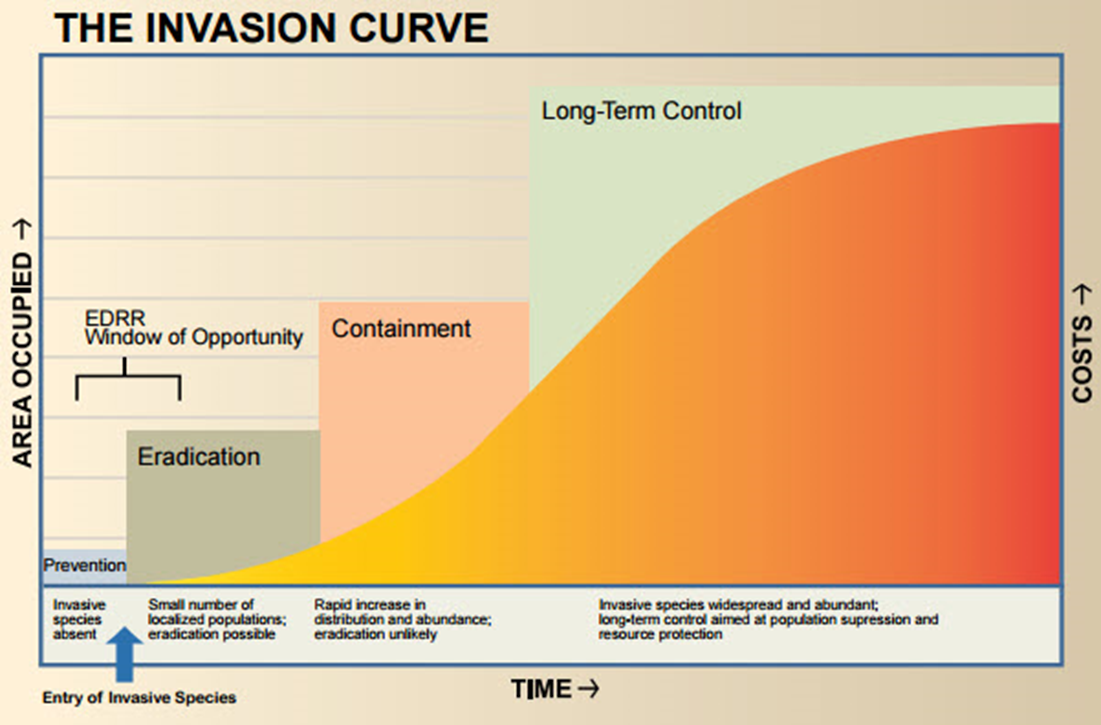 THE INVASION CURVE
Long-Term Control
AREA OCCUPIED →
COSTS →
EDRR
Window of Opportunity
Containment
Eradication
Prevention
Invasive
species
absent
Small number of
localized populations;
eradication possible
Rapid increase in
distribution and abundance;
eradication unlikely
Invasive species widespread and abundant;
long-term control aimed at population supression and
resource protection
Entry of Invasive Species
TIME →